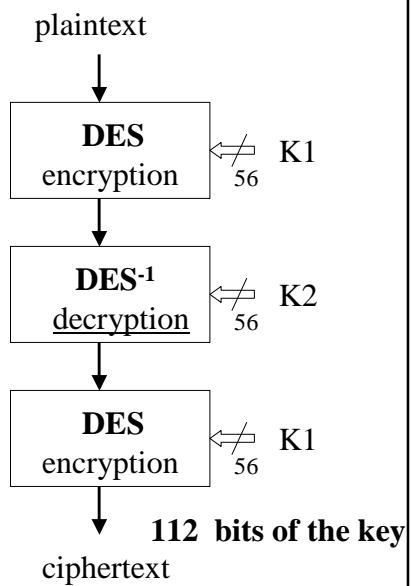 plaintext
DES
encryption
K1
56
DES-1
decryption
K2
56
DES
encryption
K1
56
112 bits of the key
ciphertext